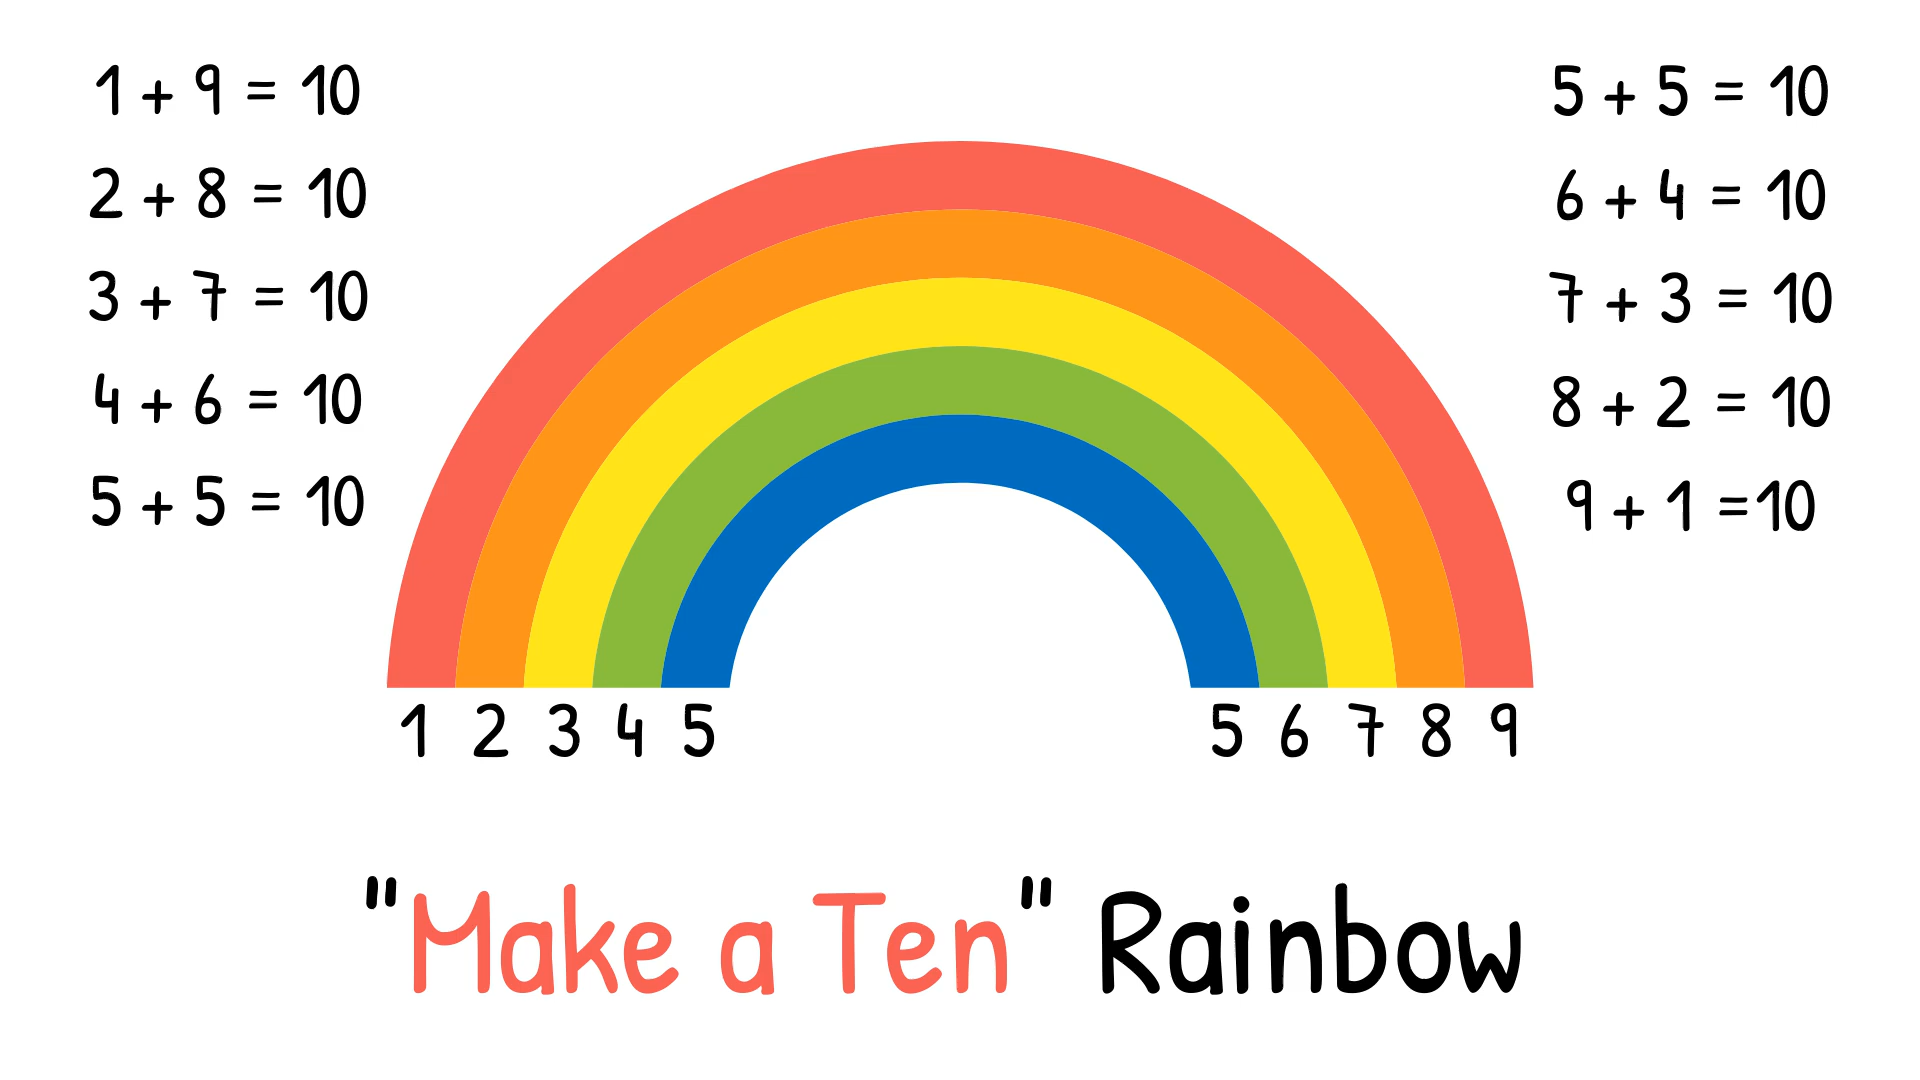 1 + 9 = 10
2 + 8 = 10
3 + 7 = 10
4 + 6 = 10
5 + 5 = 10
5 + 5 = 10
6 + 4 = 10
7 + 3 = 10
8 + 2 = 10
9 + 1 =10
1 2 3 4 5
5 6 7 8 9
"Make a Ten" Rainbow